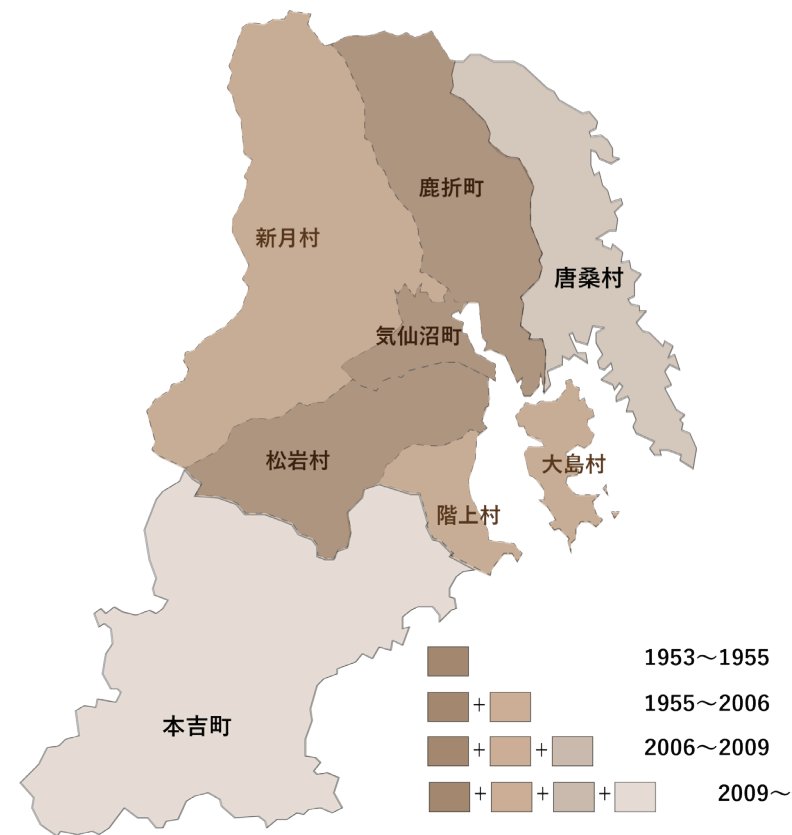 鹿折町
新月村
唐桑村
気仙沼町
松岩村
大島村
階上村
本吉町
1953～1955
+ 1955～2006
+ + 2006～2009
+ + + 2009～